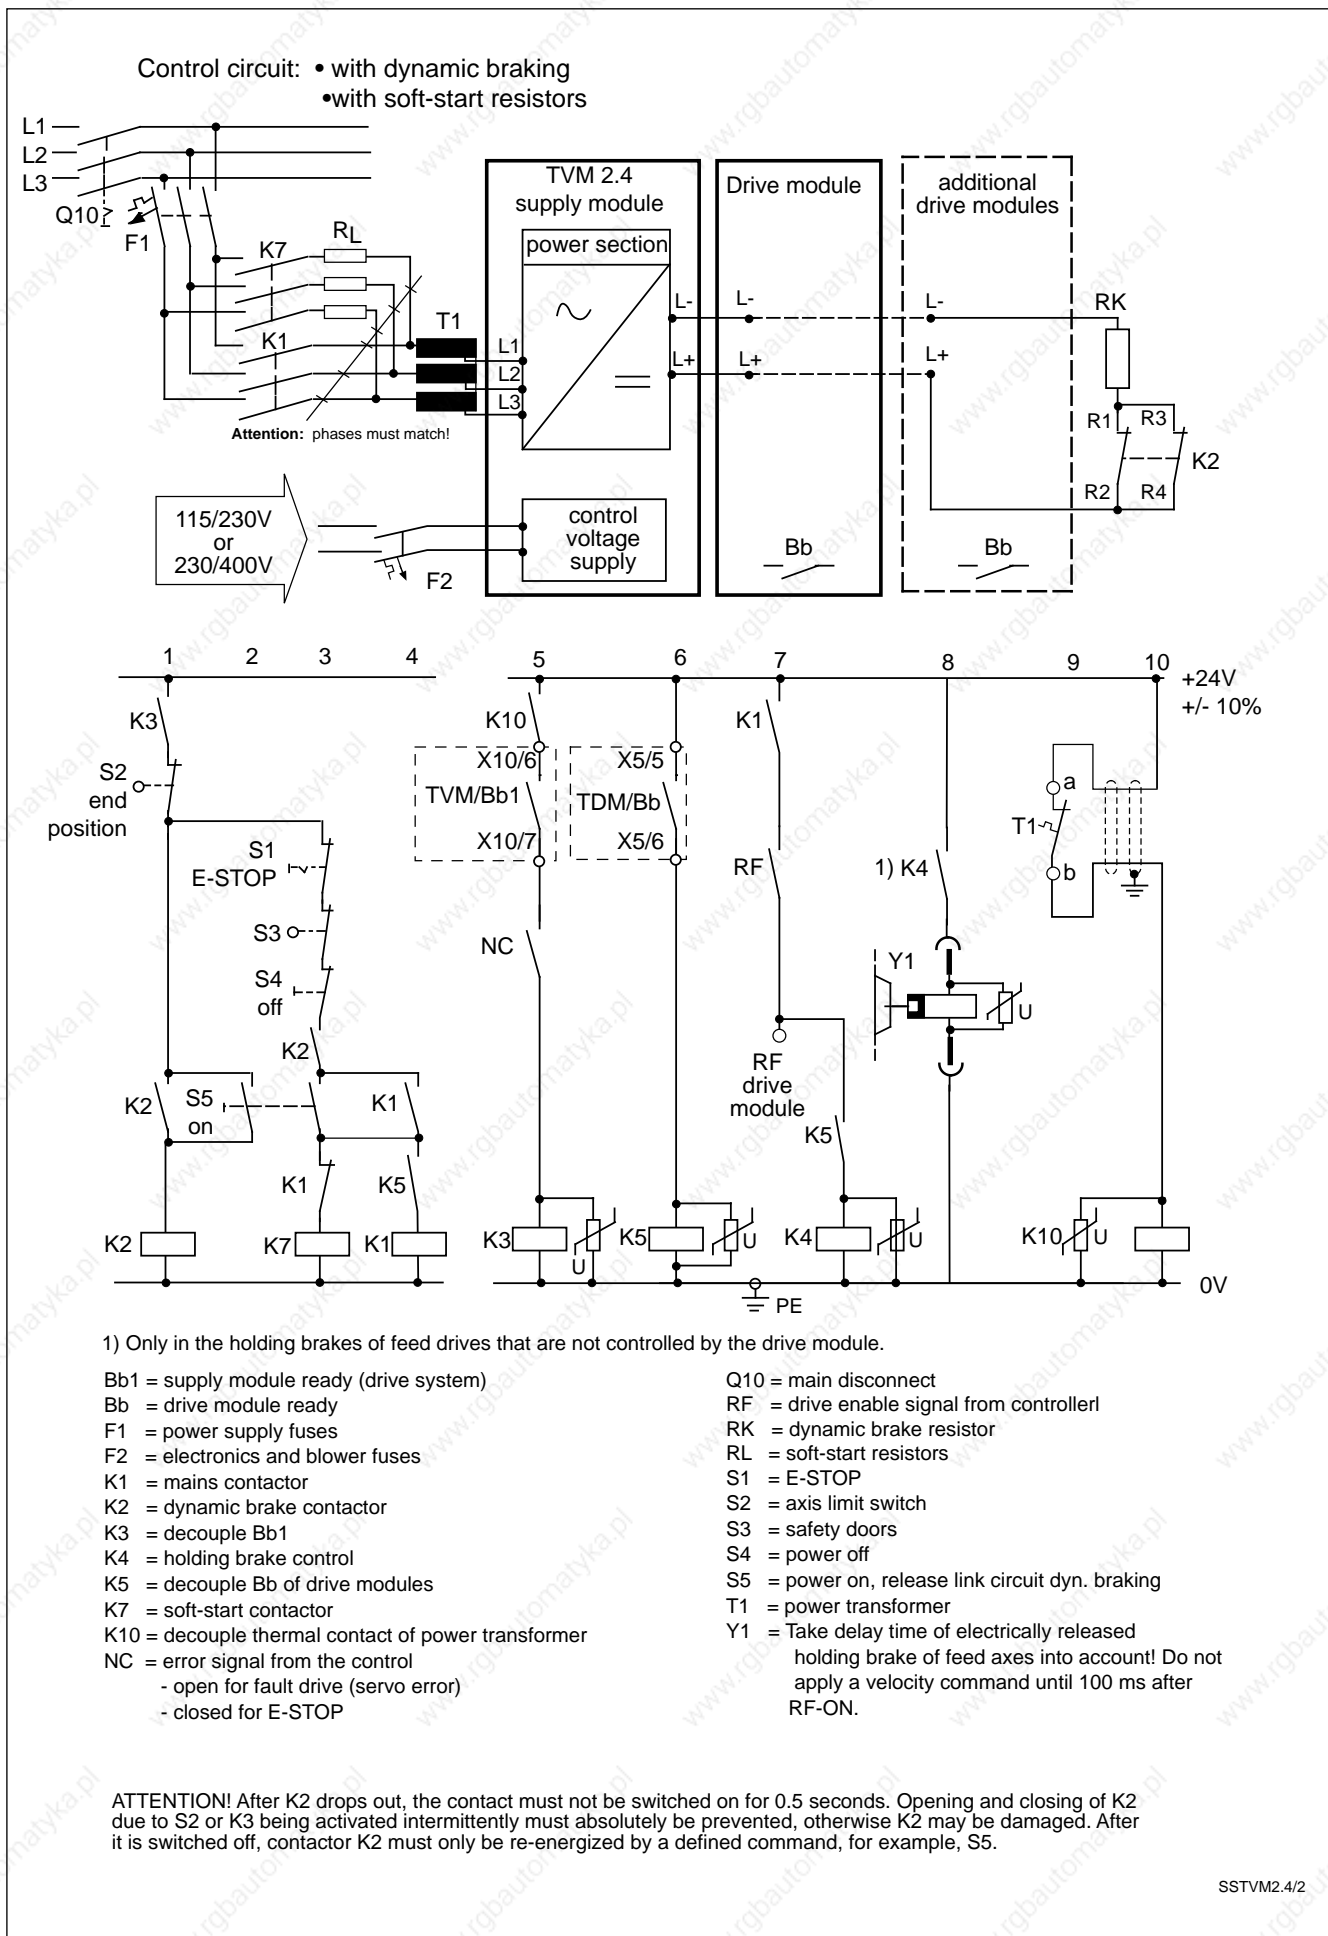 Control circuit: • with dynamic braking
•with soft-start resistors
L1
L2
L3
Q10
F1
K7
RL
K1
T1
Attention: phases must match!
TVM 2.4
supply module
power section
L1
L2
L3
L-
L+
Drive module
L-
L+
additional
drive modules
L-
L+
RK
R1
R3
K2
R2
R4
115/230V
or
230/400V
F2
control
voltage
supply
Bb
Bb
1 2 3 4 5 6 7 8 9 10
+24V
+/- 10%
K3
S2
end
position
S1
E-STOP
S3
S4
off
K2
K2
S5
on
K1
K1
K5
K2
K7
K1
K10
X10/6
TVM/Bb1
X10/7
NC
K3
U
X5/5
TDM/Bb
X5/6
K5
U
K1
RF
RF
drive
module
K5
K4
U
1) K4
Y1
U
a
T1
b
K10
U
0V
PE
1) Only in the holding brakes of feed drives that are not controlled by the drive module.
Bb1 = supply module ready (drive system)
Bb = drive module ready
F1 = power supply fuses
F2 = electronics and blower fuses
K1 = mains contactor
K2 = dynamic brake contactor
K3 = decouple Bb1
K4 = holding brake control
K5 = decouple Bb of drive modules
K7 = soft-start contactor
K10 = decouple thermal contact of power transformer
NC = error signal from the control
- open for fault drive (servo error)
- closed for E-STOP
Q10 = main disconnect
RF = drive enable signal from controllerl
RK = dynamic brake resistor
RL = soft-start resistors
S1 = E-STOP
S2 = axis limit switch
S3 = safety doors
S4 = power off
S5 = power on, release link circuit dyn. braking
T1 = power transformer
Y1 = Take delay time of electrically released
holding brake of feed axes into account! Do not
apply a velocity command until 100 ms after
RF-ON.
ATTENTION! After K2 drops out, the contact must not be switched on for 0.5 seconds. Opening and closing of K2
due to S2 or K3 being activated intermittently must absolutely be prevented, otherwise K2 may be damaged. After
it is switched off, contactor K2 must only be re-energized by a defined command, for example, S5.
SSTVM2.4/2
www.rgbautomatyka.pl